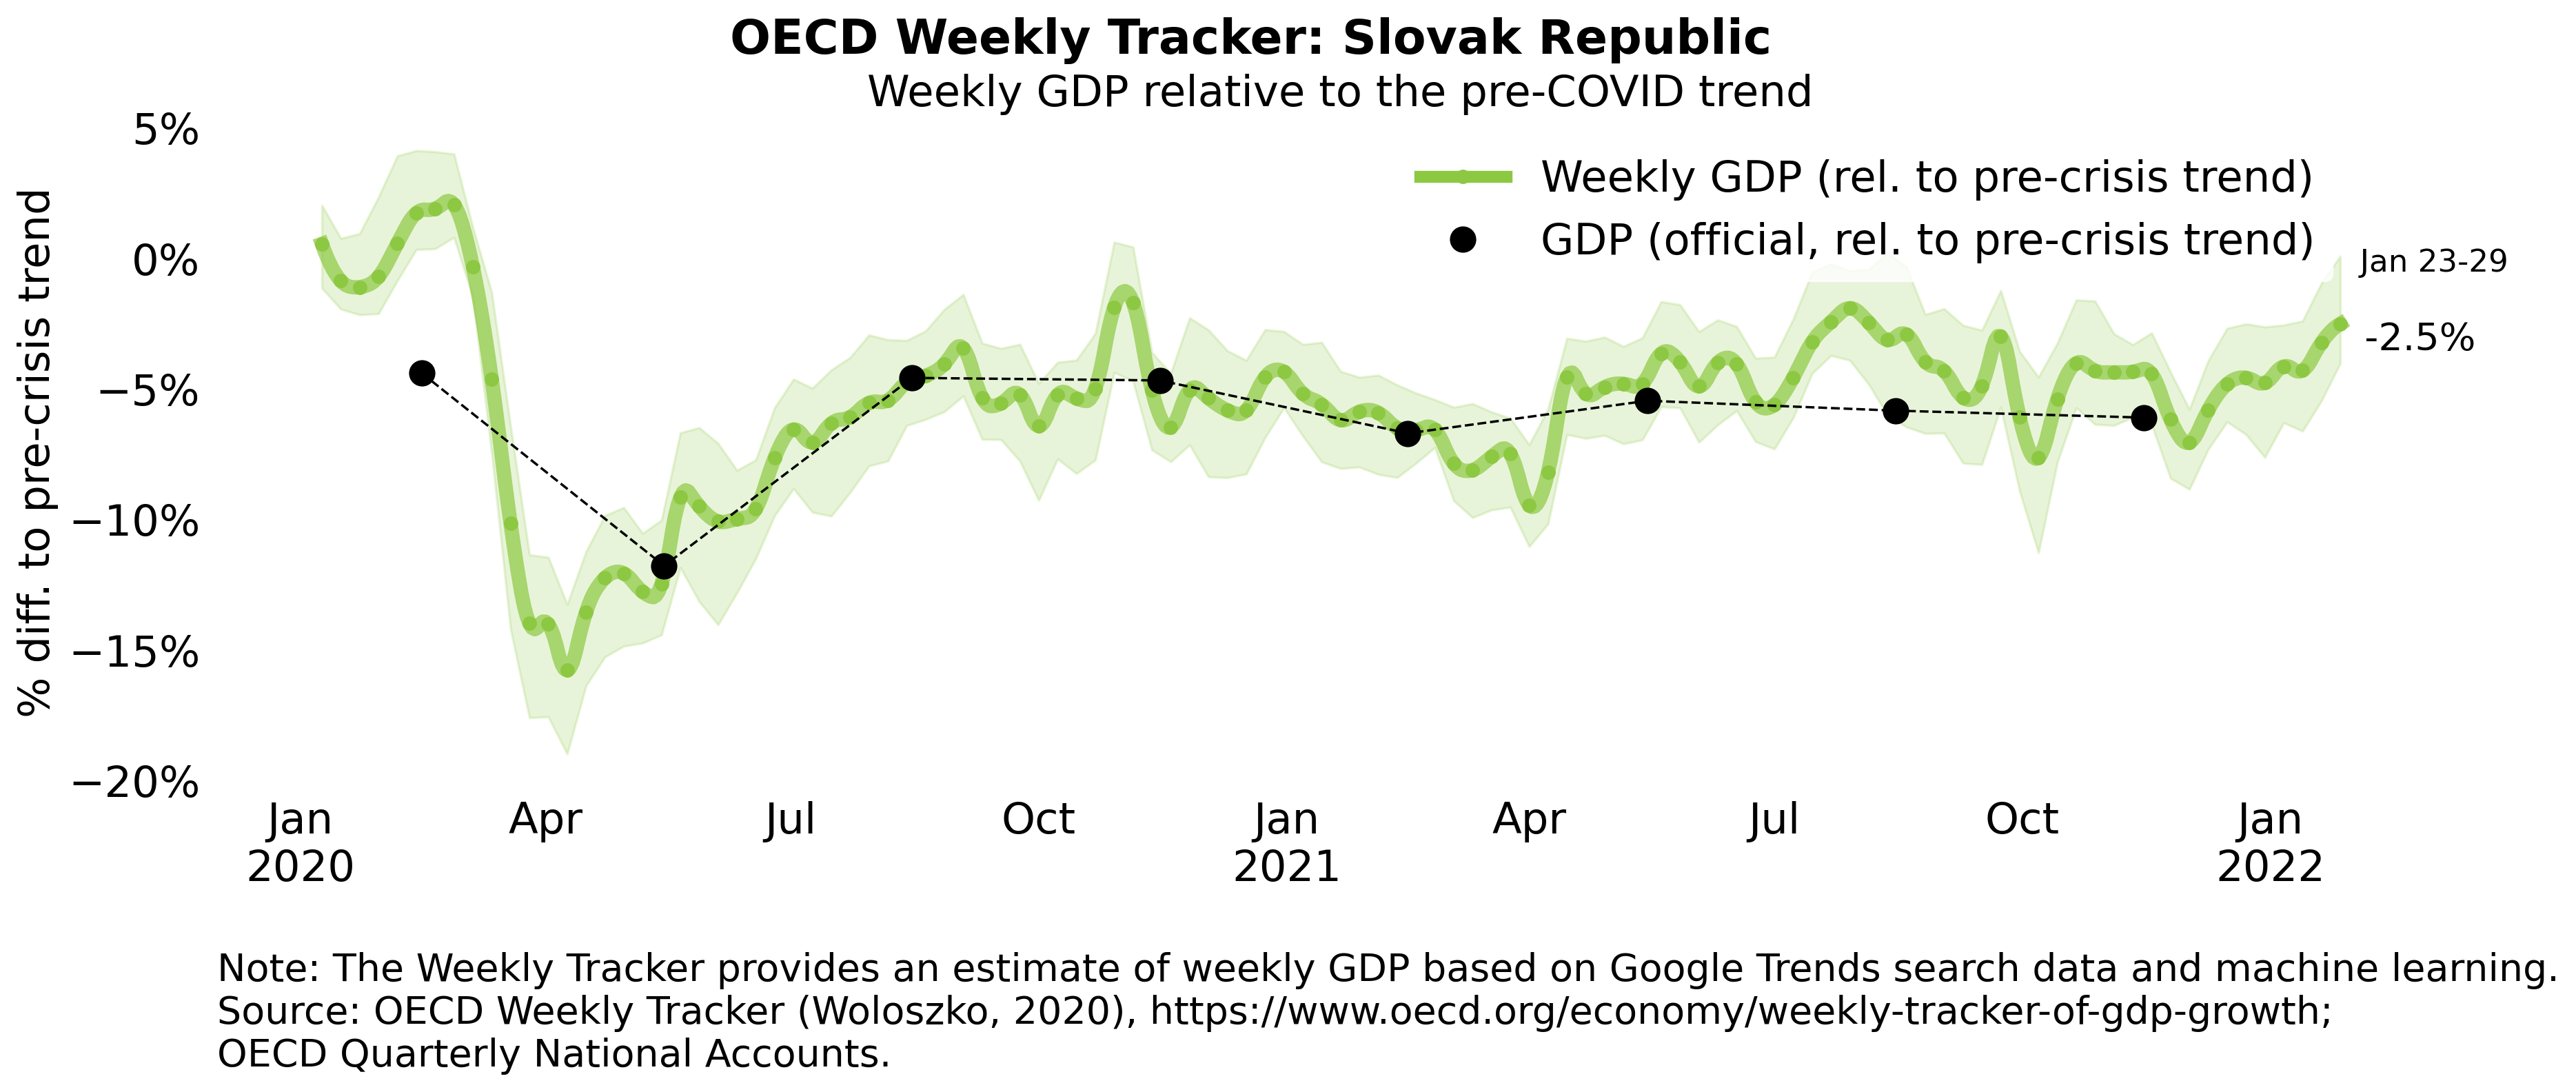 OECD Weekly Tracker: Slovak Republic
Weekly GDP relative to the pre-COVID trend
% diff. to pre-crisis trend
5%
0%
−5%
−10%
−15%
−20%
Weekly GDP (rel. to pre-crisis trend)
GDP (official, rel. to pre-crisis trend)
Jan 23-29
-2.5%
Jan Apr Jul Oct Jan Apr Jul Oct Jan
2020 2021 2022
Note: The Weekly Tracker provides an estimate of weekly GDP based on Google Trends search data and machine learning.
Source: OECD Weekly Tracker (Woloszko, 2020), https://www.oecd.org/economy/weekly-tracker-of-gdp-growth;
OECD Quarterly National Accounts.